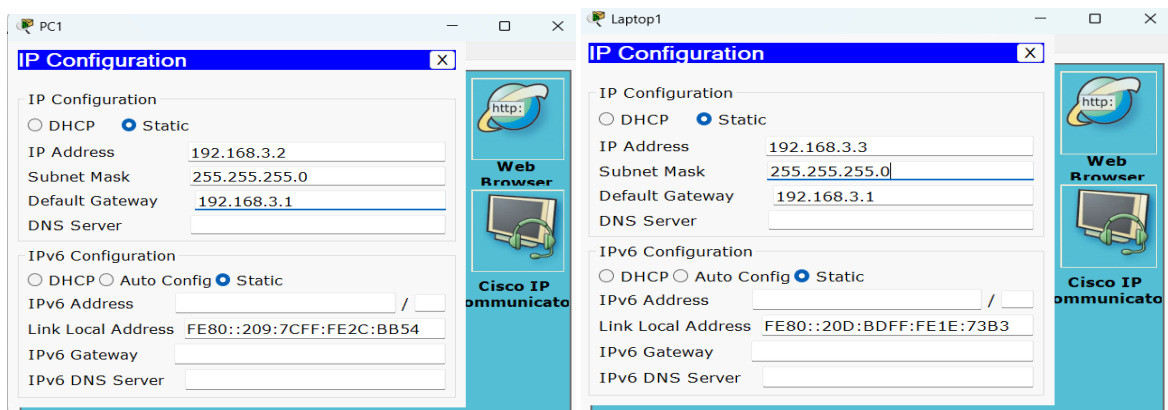 PC1
IP Configuration
X
IP Configuration
DHCP Static
IP Address 192.168.3.2
Subnet Mask 255.255.255.0
Default Gateway 192.168.3.1
DNS Server
IPv6 Configuration
DHCP Auto Config Static
IPv6 Address /
Link Local Address FE80::209:7CFF:FE2C:BB54
IPv6 Gateway
IPv6 DNS Server
http:
Web
Browser
Cisco IP
ommunicato
Laptop1
IP Configuration
X
IP Configuration
DHCP Static
IP Address 192.168.3.3
Subnet Mask 255.255.255.0
Default Gateway 192.168.3.1
DNS Server
IPv6 Configuration
DHCP Auto Config Static
IPv6 Address /
Link Local Address FE80::20D:BDFF:FE1E:73B3
IPv6 Gateway
IPv6 DNS Server
http:
Web
Browser
Cisco IP
ommunicato